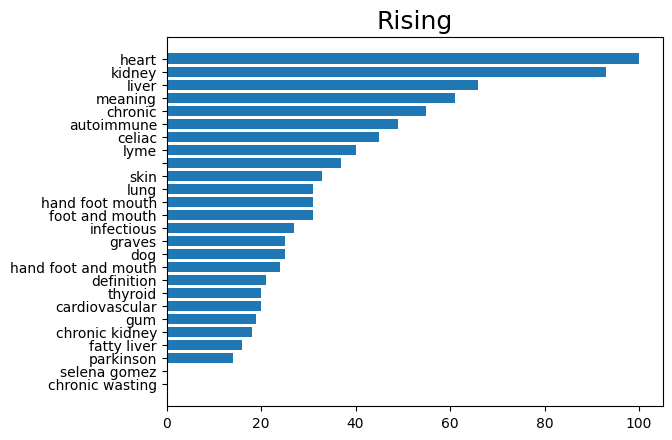 Rising
heart
kidney
liver
meaning
chronic
autoimmune
celiac
lyme
skin
lung
hand foot mouth
foot and mouth
infectious
graves
dog
hand foot and mouth
definition
thyroid
cardiovascular
gum
chronic kidney
fatty liver
parkinson
selena gomez
chronic wasting
0 20 40 60 80 100